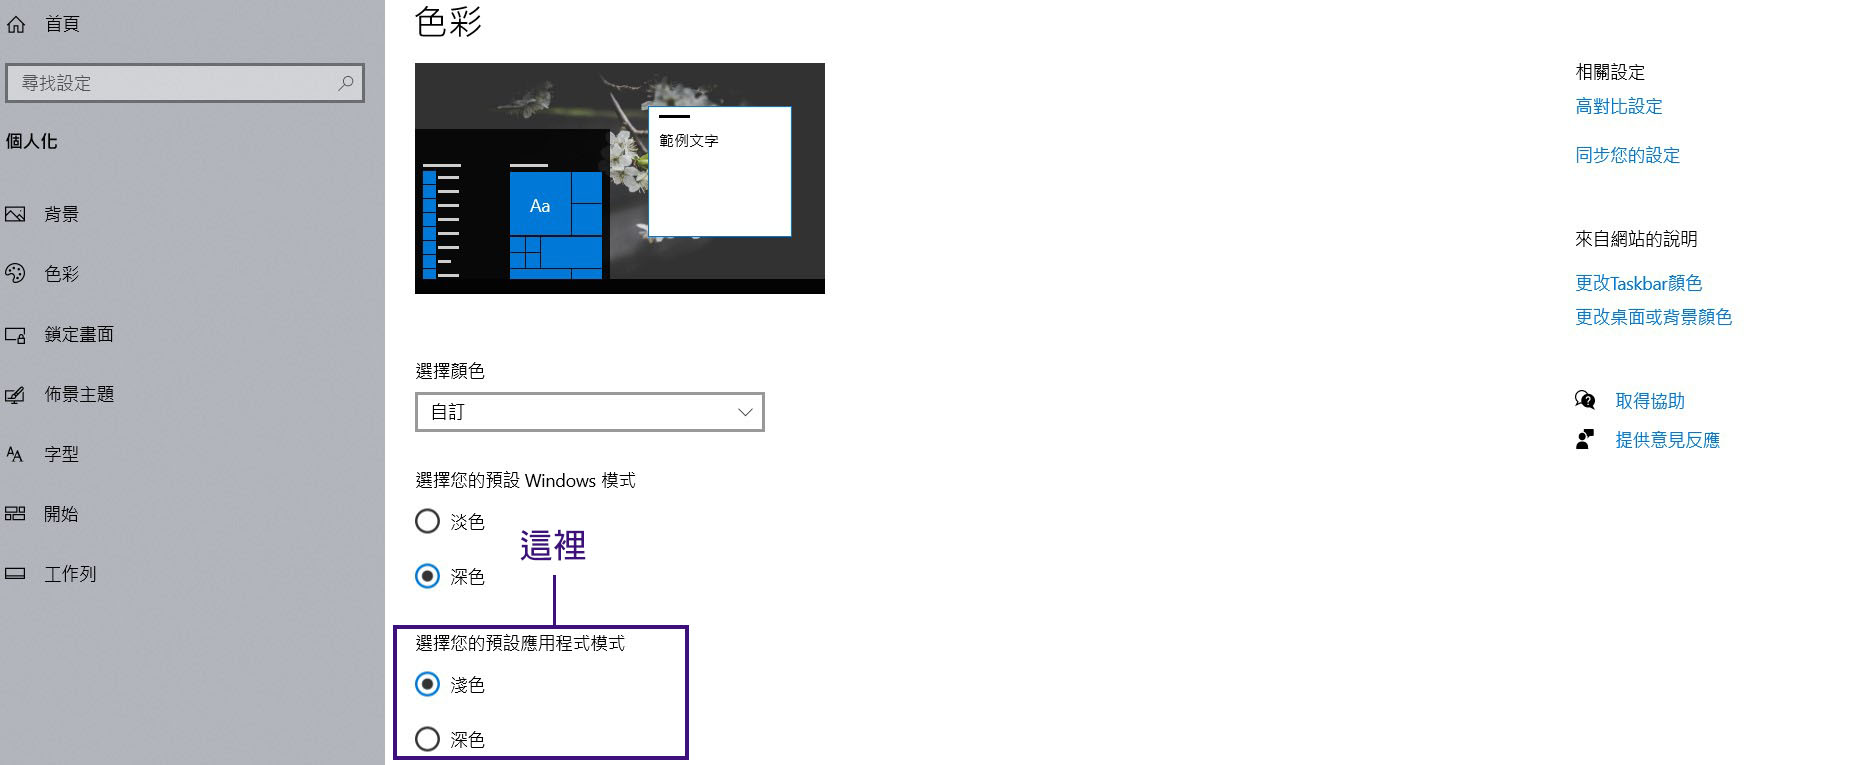 首頁
尋找設定
個人化
背景
色彩
鎖定畫面
佈景主題
字型
開始
工作列
色彩
範例文字
Aa
選擇顏色
自訂
選擇您的預設 Windows 模式
淡色
深色
這裡
選擇您的預設應用程式模式
淺色
深色
相關設定
高對比設定
同步您的設定
來自網站的說明
更改Taskbar顏色
更改桌面或背景顏色
取得協助
提供意見反應